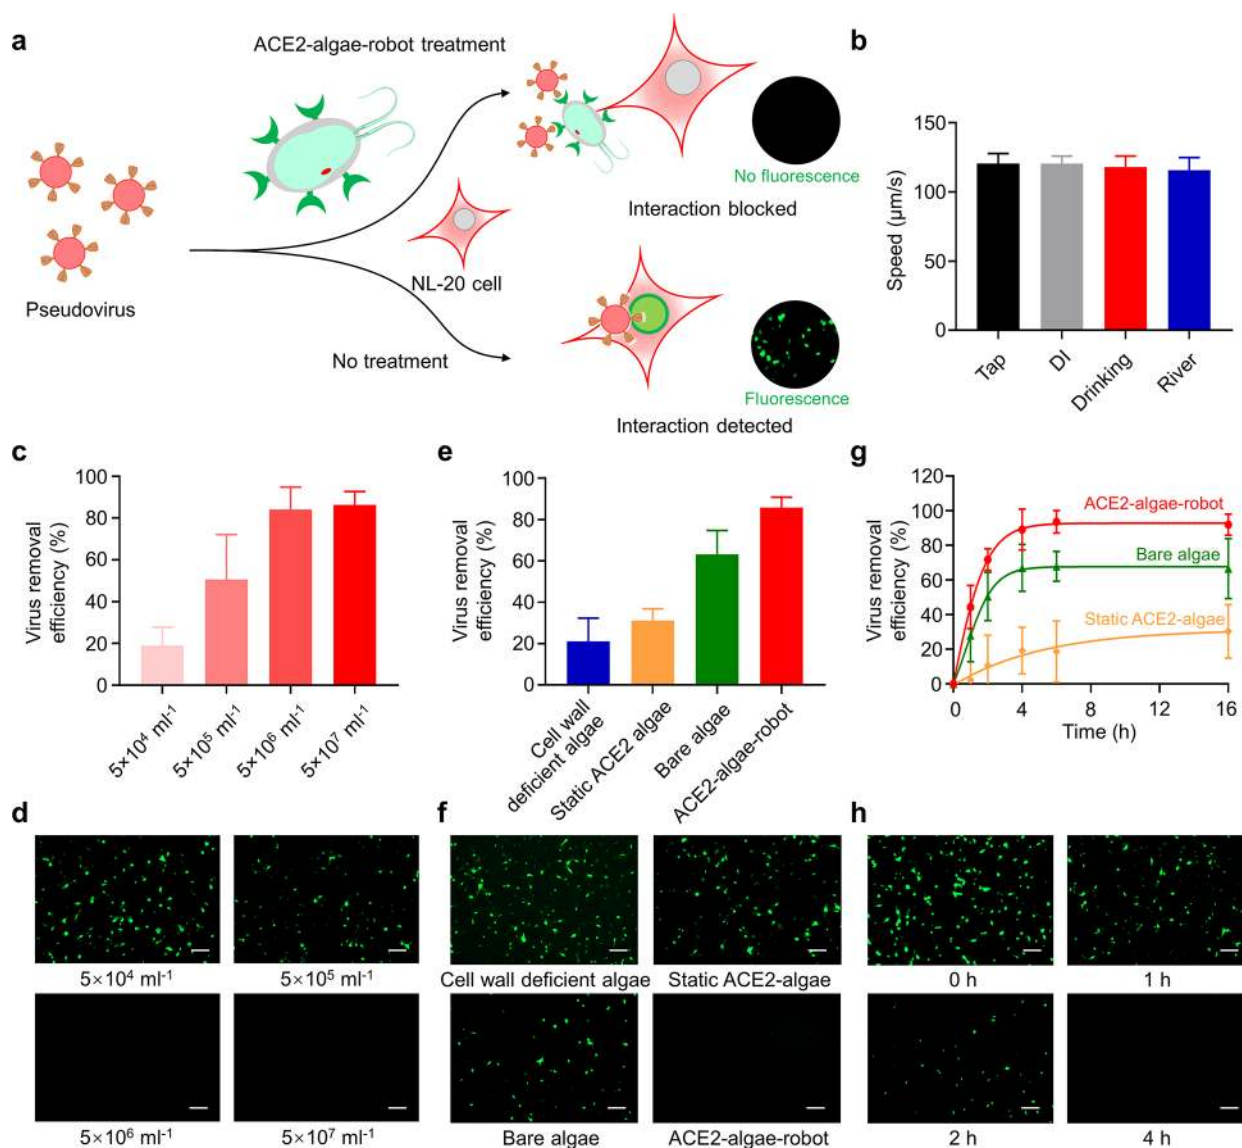 a
ACE2-algae-robot treatment
No fluorescence
Interaction blocked
NL-20 cell
Pseudovirus
No treatment
Fluorescence
Interaction detected
b
Speed (µm/s)
150
100
50
0
Tap
DI
Drinking
River
c
Virus removal
efficiency (%)
100
80
60
40
20
0
5×10⁴ ml⁻¹
5×10⁵ ml⁻¹
5×10⁶ ml⁻¹
5×10⁷ ml⁻¹
e
Virus removal
efficiency (%)
100
80
60
40
20
0
Cell wall
deficient algae
Static ACE2 algae
Bare algae
ACE2-algae-robot
g
Virus removal
efficiency (%)
120
100
80
60
40
20
0
ACE2-algae-robot
Bare algae
Static ACE2-algae
0
4
8
12
16
Time (h)
d
5×10⁴ ml⁻¹
5×10⁵ ml⁻¹
5×10⁶ ml⁻¹
5×10⁷ ml⁻¹
f
Cell wall deficient algae
Static ACE2-algae
Bare algae
ACE2-algae-robot
h
0 h
1 h
2 h
4 h